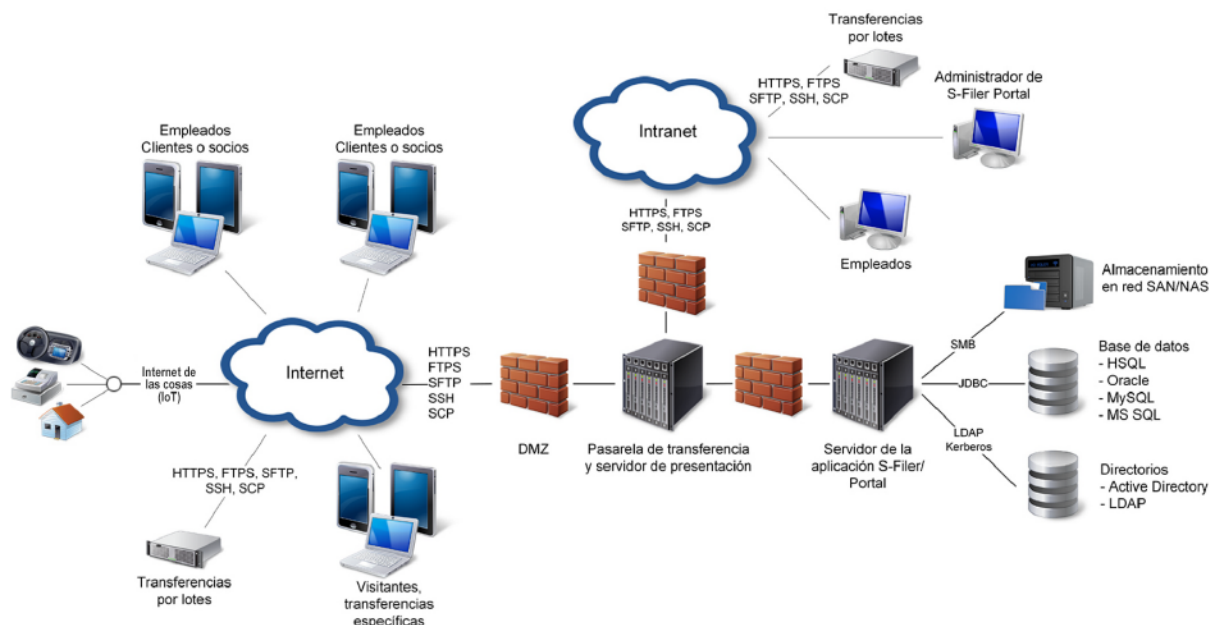 Transferencias
por lotes
HTTPS, FTPS
SFTP, SSH, SCP
Administrador de
S-Filer Portal
Intranet
Empleados
Clientes o socios
Empleados
Clientes o socios
HTTPS, FTPS
SFTP, SSH, SCP
Empleados
Almacenamiento
en red SAN/NAS
SMB
Internet de
las cosas
(IoT)
Internet
HTTPS
FTPS
SFTP
SSH
SCP
JDBC
Base de datos
- HSQL
- Oracle
- MySQL
- MS SQL
DMZ
Pasarela de transferencia
y servidor de presentación
Servidor de la
aplicación S-Filer/
Portal
LDAP
Kerberos
Directorios
- Active Directory
- LDAP
HTTPS, FTPS, SFTP,
SSH, SCP
Transferencias
por lotes
Visitantes,
transferencias
específicas